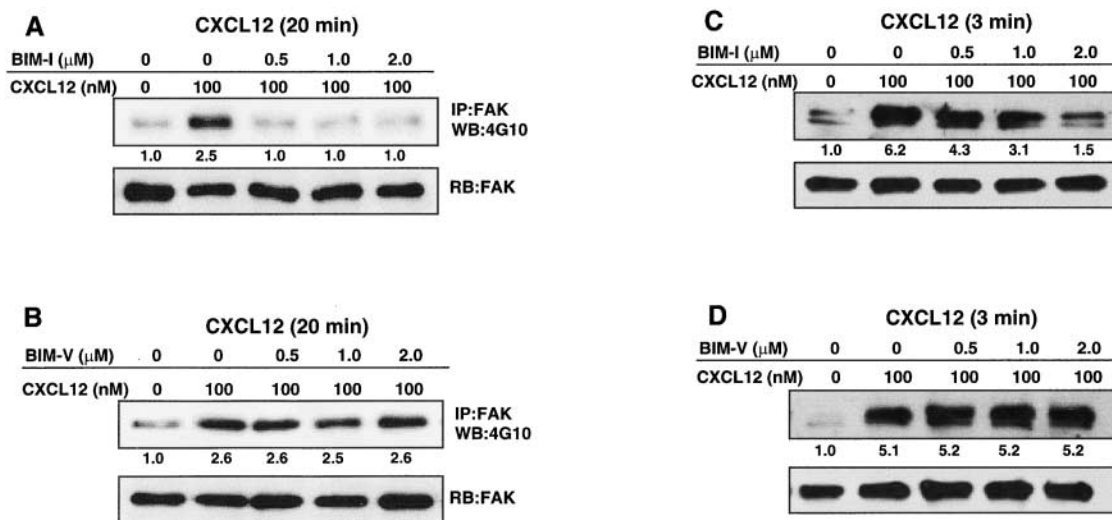 A
CXCL12 (20 min)
BIM-I (μM) 0 0 0.5 1.0 2.0
CXCL12 (nM) 0 100 100 100 100
IP:FAK
WB:4G10
1.0 2.5 1.0 1.0 1.0
RB:FAK
B
CXCL12 (20 min)
BIM-V (μM) 0 0 0.5 1.0 2.0
CXCL12 (nM) 0 100 100 100 100
IP:FAK
WB:4G10
1.0 2.6 2.6 2.5 2.6
RB:FAK
C
CXCL12 (3 min)
BIM-I (μM) 0 0 0.5 1.0 2.0
CXCL12 (nM) 0 100 100 100 100
1.0 6.2 4.3 3.1 1.5
D
CXCL12 (3 min)
BIM-V (μM) 0 0 0.5 1.0 2.0
CXCL12 (nM) 0 100 100 100 100
1.0 5.1 5.2 5.2 5.2